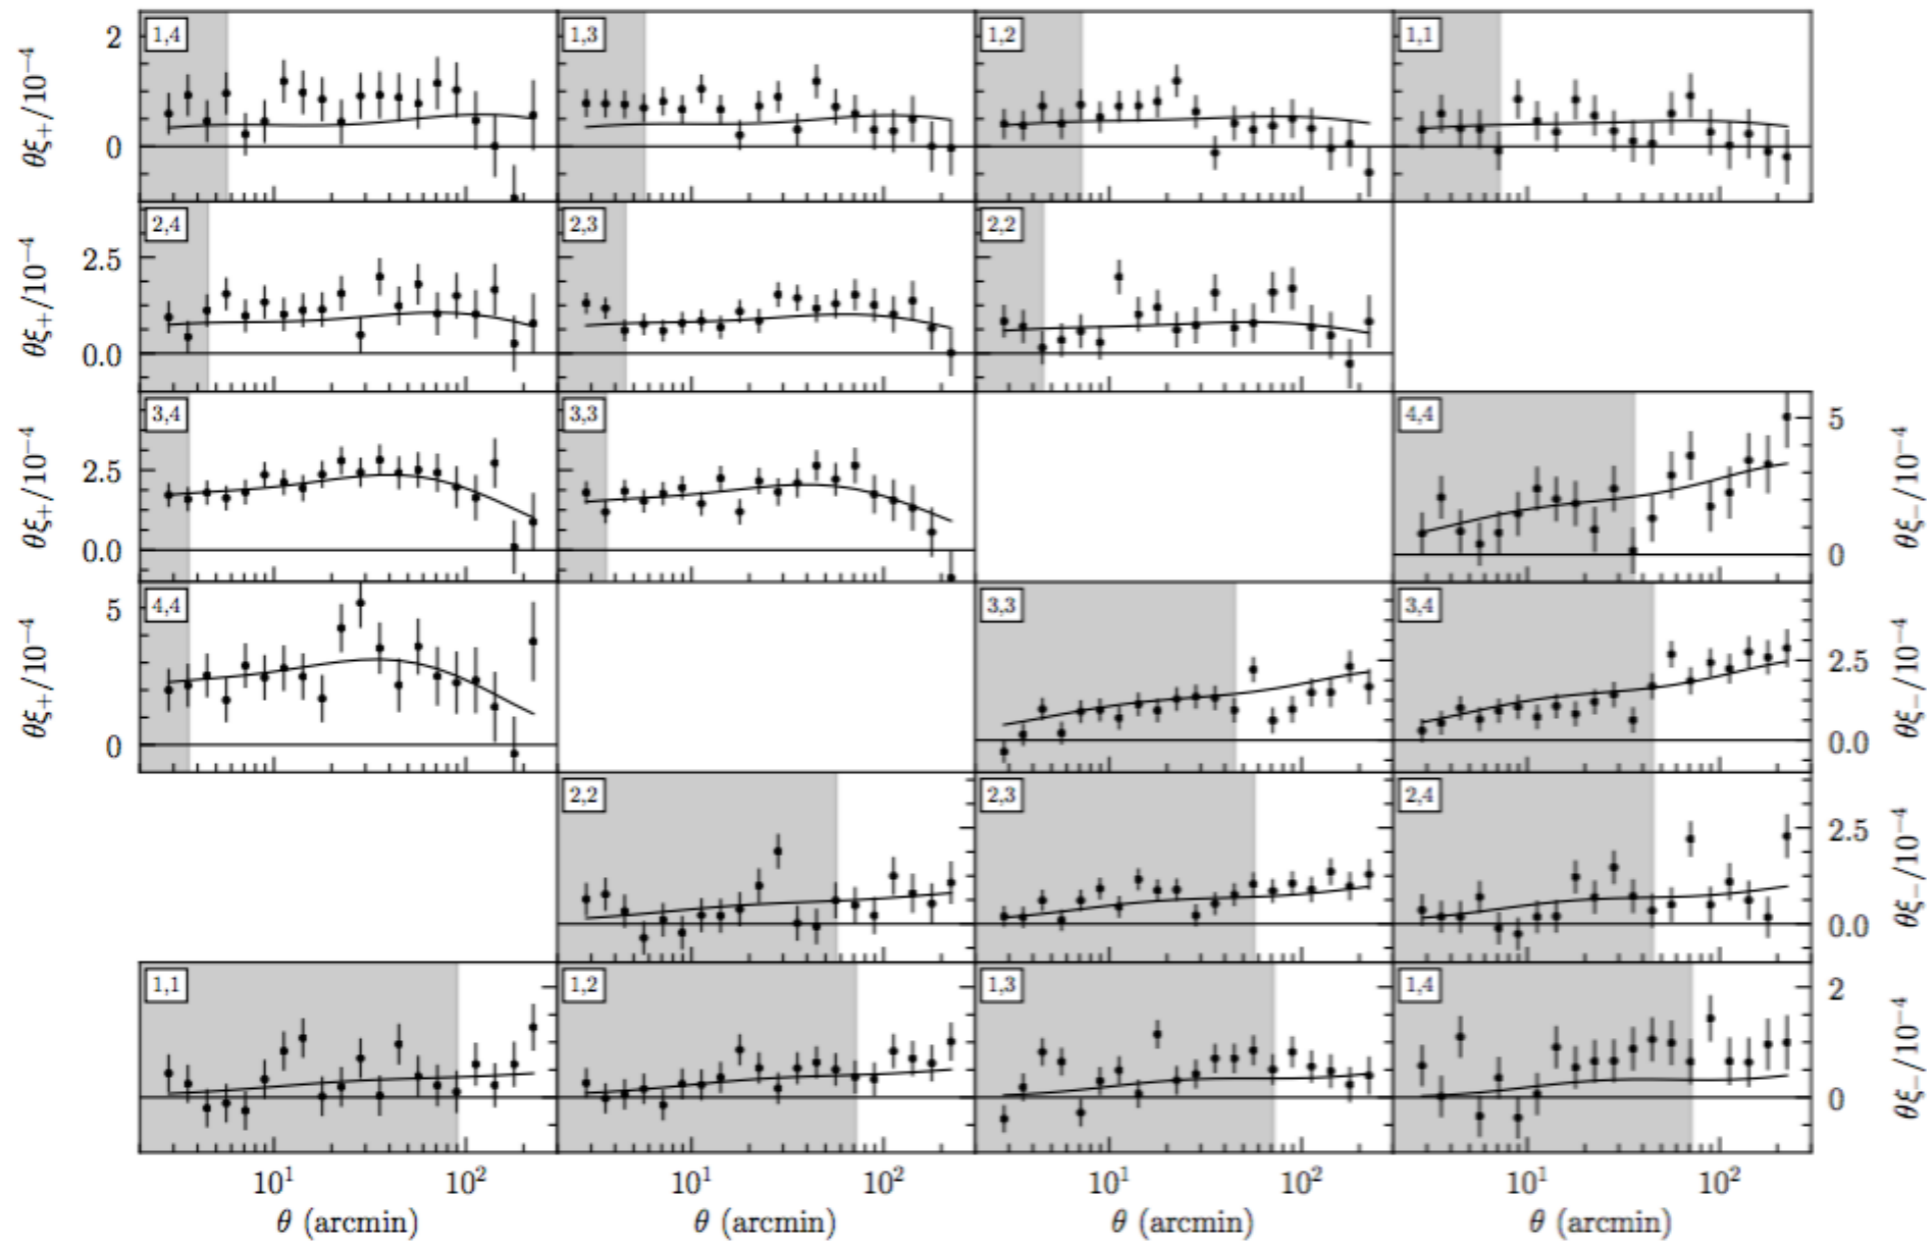 θξ₊/10⁻⁴ 2 0 1,4 1,3 1,2 1,1
θξ₊/10⁻⁴ 2.5 0.0 2,4 2,3 2,2
θξ₊/10⁻⁴ 2.5 0.0 3,4 3,3 4,4 5 0 θξ₋/10⁻⁴
θξ₊/10⁻⁴ 5 0 4,4 3,3 3,4 2.5 0.0 θξ₋/10⁻⁴
2,2 2,3 2,4 2.5 0.0 θξ₋/10⁻⁴
1,1 1,2 1,3 1,4 2 0 θξ₋/10⁻⁴
10¹ 10² 10¹ 10² 10¹ 10² 10¹ 10²
θ (arcmin) θ (arcmin) θ (arcmin) θ (arcmin)